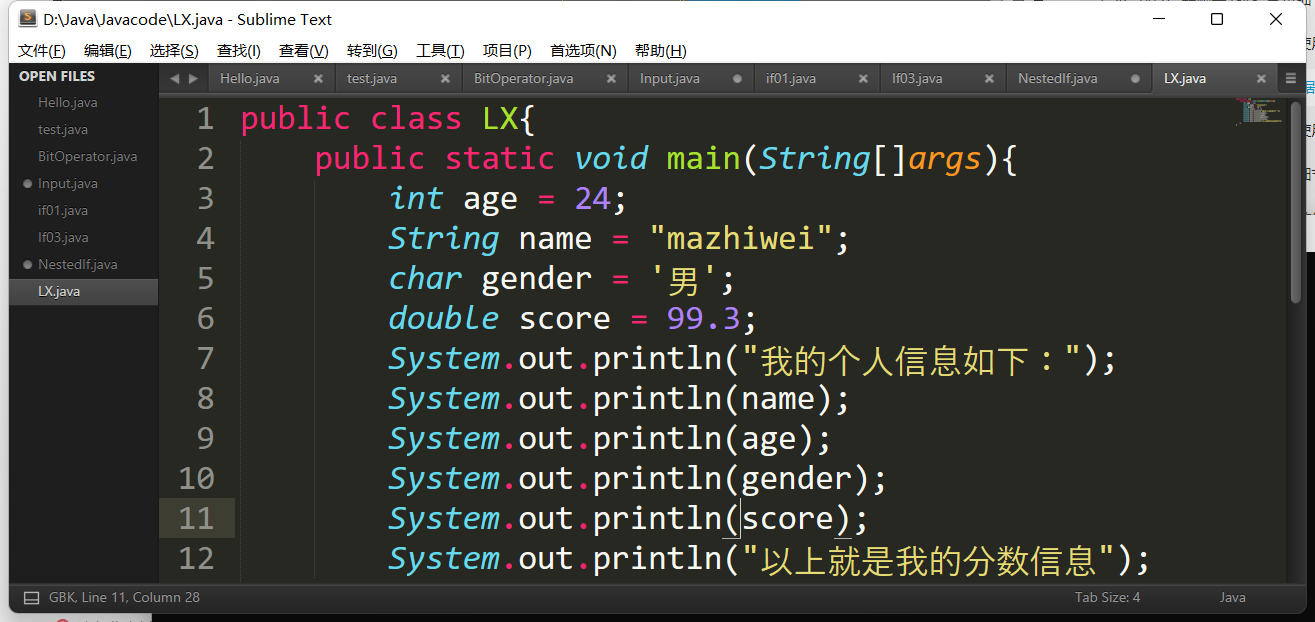 D:\Java\Javacode\LX.java - Sublime Text
文件(F) 编辑(E) 选择(S) 查找(I) 查看(V) 转到(G) 工具(T) 项目(P) 首选项(N) 帮助(H)
OPEN FILES
Hello.java
test.java
BitOperator.java
Input.java
if01.java
If03.java
NestedIf.java
LX.java
Hello.java test.java BitOperator.java Input.java if01.java If03.java NestedIf.java LX.java
1 public class LX{
2 public static void main(String[]args){
3 int age = 24;
4 String name = "mazhiwei";
5 char gender = '男';
6 double score = 99.3;
7 System.out.println("我的个人信息如下：");
8 System.out.println(name);
9 System.out.println(age);
10 System.out.println(gender);
11 System.out.println(score);
12 System.out.println("以上就是我的分数信息");
GBK, Line 11, Column 28 Tab Size: 4 Java